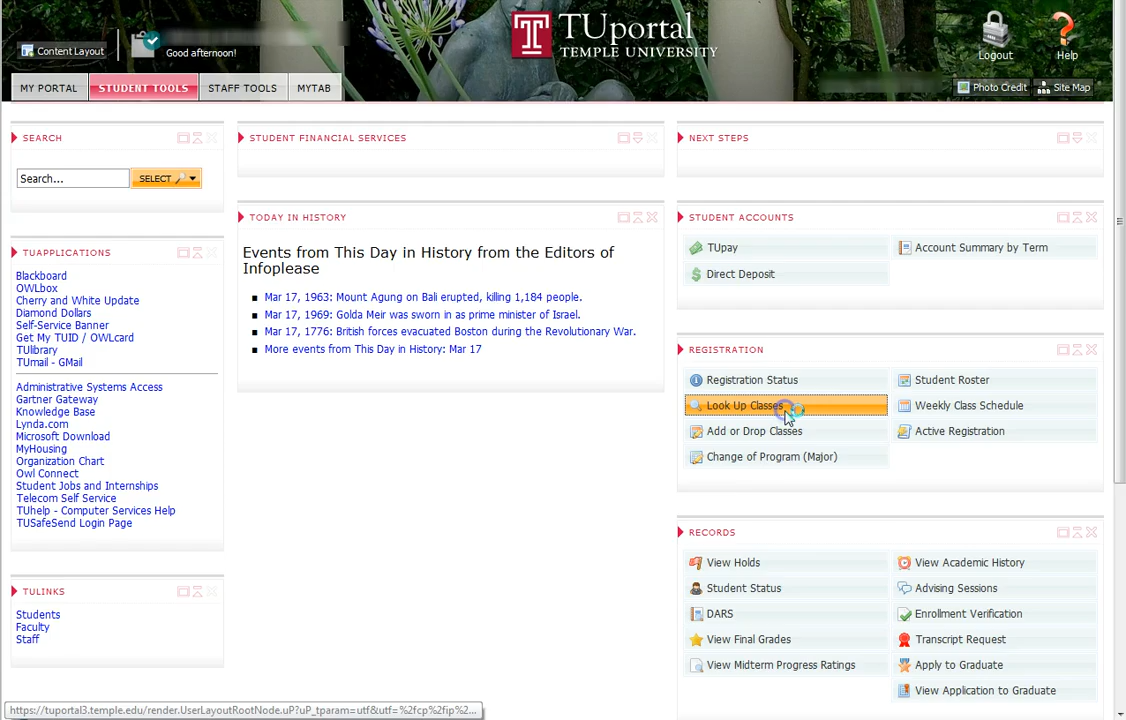 TUportal
TEMPLE UNIVERSITY
Content Layout
Good afternoon!
Logout
Help
MY PORTAL
STUDENT TOOLS
STAFF TOOLS
MYTAB
Photo Credit
Site Map
SEARCH
Search...
SELECT
TUAPPLICATIONS
Blackboard
OWLbox
Cherry and White Update
Diamond Dollars
Self-Service Banner
Get My TUID / OWLcard
TUlibrary
TUmail - GMail
Administrative Systems Access
Gartner Gateway
Knowledge Base
Lynda.com
Microsoft Download
MyHousing
Organization Chart
Owl Connect
Student Jobs and Internships
Telecom Self Service
TUhelp - Computer Services Help
TUSafeSend Login Page
TULINKS
Students
Faculty
Staff
STUDENT FINANCIAL SERVICES
TODAY IN HISTORY
Events from This Day in History from the Editors of
Infoplease
Mar 17, 1963: Mount Agung on Bali erupted, killing 1,184 people.
Mar 17, 1969: Golda Meir was sworn in as prime minister of Israel.
Mar 17, 1776: British forces evacuated Boston during the Revolutionary War.
More events from This Day in History: Mar 17
NEXT STEPS
STUDENT ACCOUNTS
TUpay
Account Summary by Term
Direct Deposit
REGISTRATION
Registration Status
Student Roster
Look Up Classes
Weekly Class Schedule
Add or Drop Classes
Active Registration
Change of Program (Major)
RECORDS
View Holds
View Academic History
Student Status
Advising Sessions
DARS
Enrollment Verification
View Final Grades
Transcript Request
View Midterm Progress Ratings
Apply to Graduate
View Application to Graduate
https://tuportal3.temple.edu/render.UserLayoutRootNode.uP?uP_tparam=utf&utf=%2fcp%2fip%2...